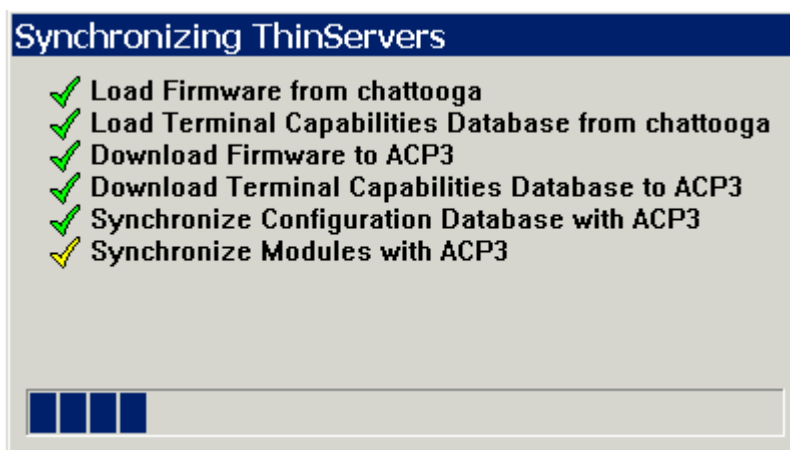 Synchronizing ThinServers
Load Firmware from chattooga
Load Terminal Capabilities Database from chattooga
Download Firmware to ACP3
Download Terminal Capabilities Database to ACP3
Synchronize Configuration Database with ACP3
Synchronize Modules with ACP3